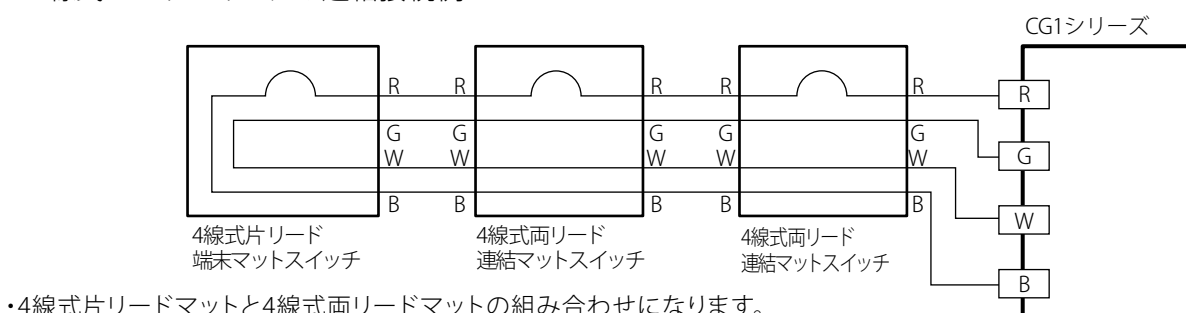 CG1シリーズ
R R R R R R
G G G G G
W W W W W
B B B B B
4線式片リード
端末マットスイッチ
4線式両リード
連結マットスイッチ
4線式両リード
連結マットスイッチ
G
W
B
・4線式片リードマットと4線式両リードマットの組み合わせになります。